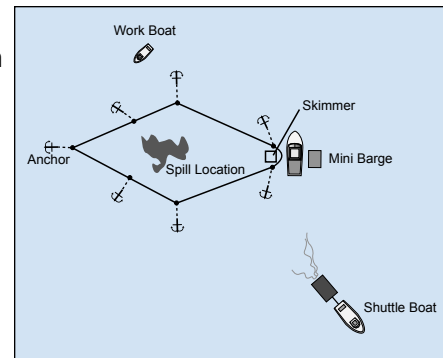 Work Boat
Skimmer
Anchor
Mini Barge
Spill Location
Shuttle Boat